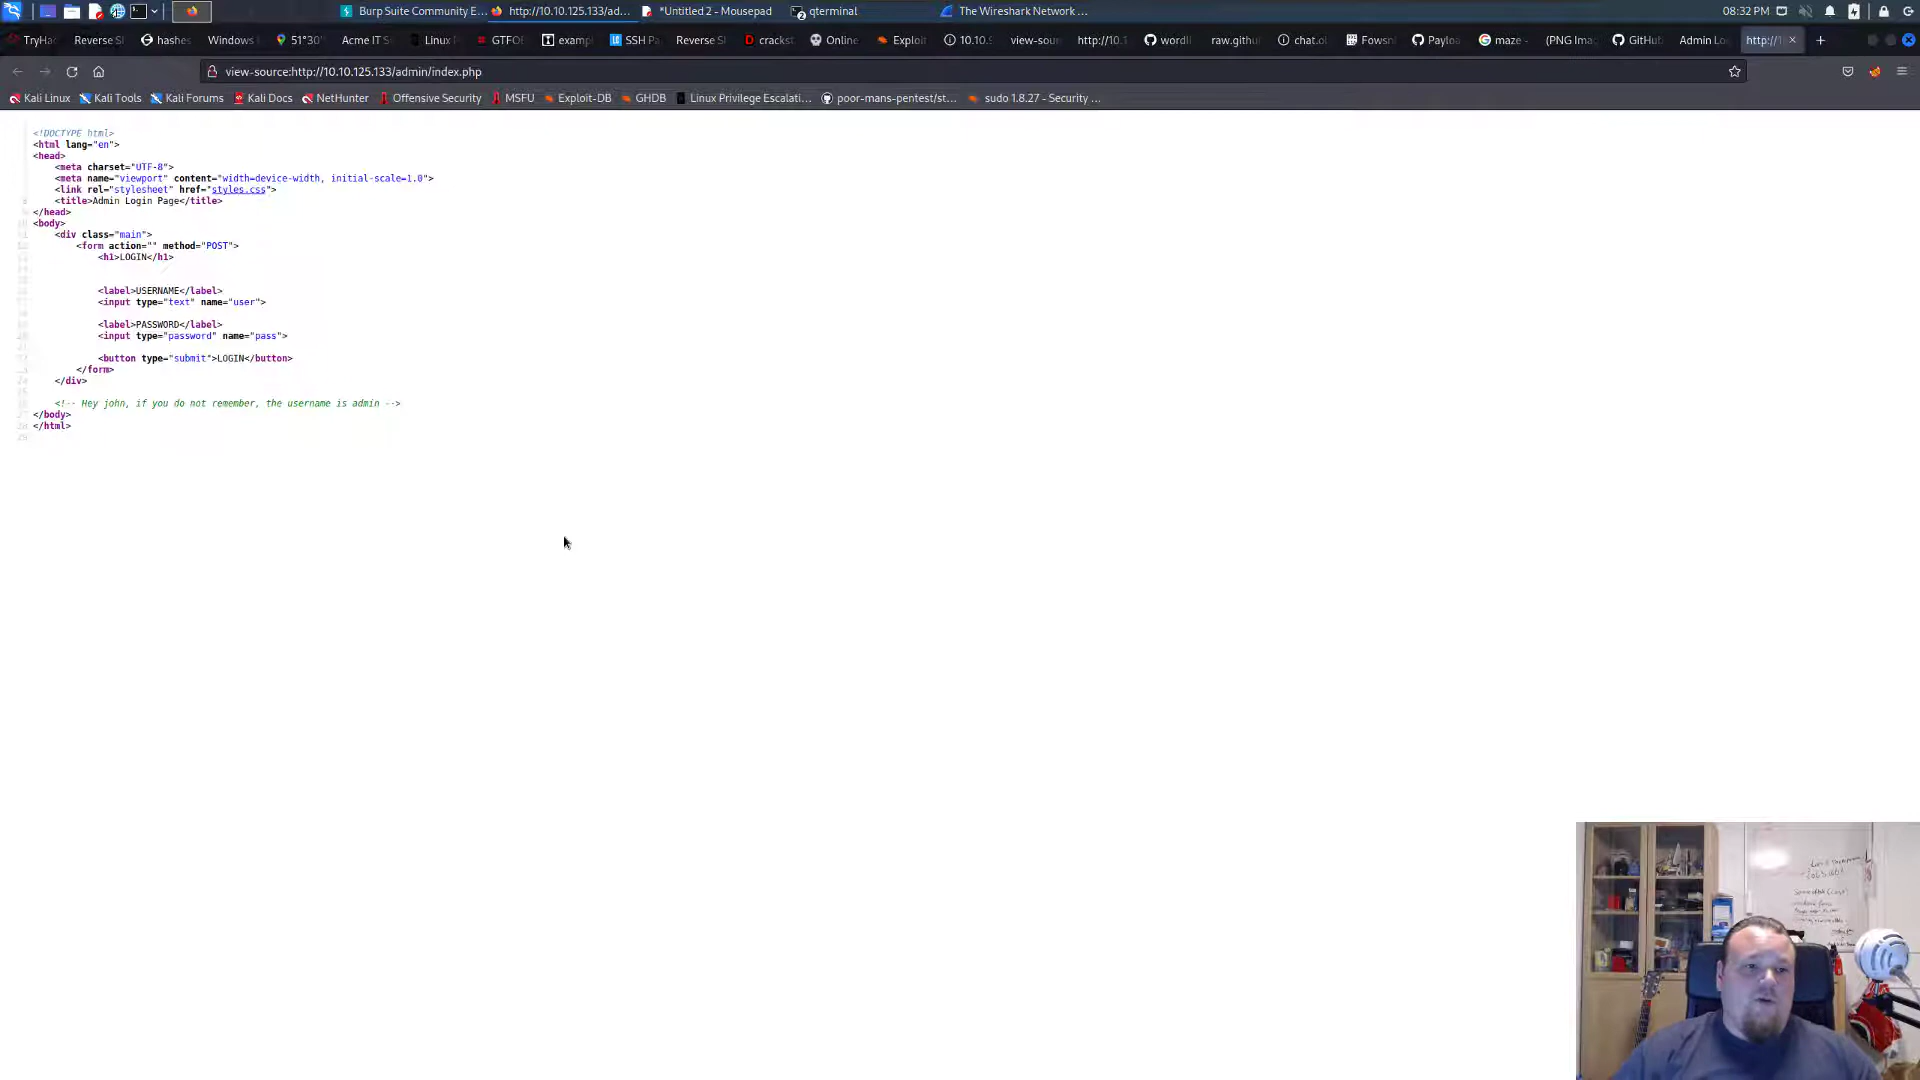 Burp Suite Community E...
http://10.10.125.133/ad...
*Untitled 2 - Mousepad
qterminal
The Wireshark Network ...
08:32 PM
TryHa
Reverse S
hashes
Windows
51°30'
Acme IT S
Linux
GTFO
examp
SSH Pa
Reverse S
crackst
Online
Exploit
10.10.
view-sou
http://10.1
wordl
raw.githu
chat.ol
Fowsn
Payloa
maze -
(PNG Imag
GitHub
Admin Lo
http://1
view-source:http://10.10.125.133/admin/index.php
Kali Linux
Kali Tools
Kali Forums
Kali Docs
NetHunter
Offensive Security
MSFU
Exploit-DB
GHDB
Linux Privilege Escalati...
poor-mans-pentest/st...
sudo 1.8.27 - Security ...
<!DOCTYPE html>
<html lang="en">
<head>
<meta charset="UTF-8">
<meta name="viewport" content="width=device-width, initial-scale=1.0">
<link rel="stylesheet" href="styles.css">
<title>Admin Login Page</title>
</head>
<body>
<div class="main">
<form action="" method="POST">
<h1>LOGIN</h1>
<label>USERNAME</label>
<input type="text" name="user">
<label>PASSWORD</label>
<input type="password" name="pass">
<button type="submit">LOGIN</button>
</form>
</div>
<!-- Hey john, if you do not remember, the username is admin -->
</body>
</html>